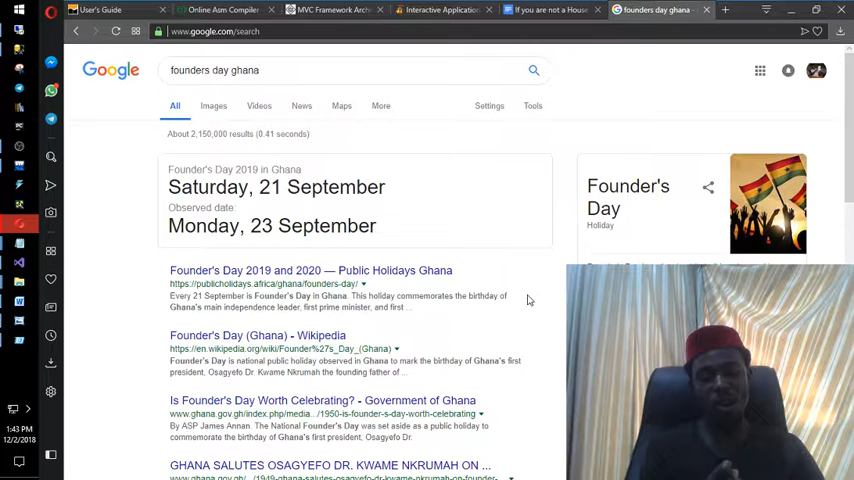 User's Guide
Online Asm Compiler
MVC Framework Arch
Interactive Application
If you are not a House
founders day ghana -
www.google.com/search
Google
founders day ghana
All
Images
Videos
News
Maps
More
Settings
Tools
About 2,150,000 results (0.41 seconds)
Founder's Day 2019 in Ghana
Saturday, 21 September
Observed date:
Monday, 23 September
Founder's
Day
Holiday
Founder's Day 2019 and 2020 — Public Holidays Ghana
https://publicholidays.africa/ghana/founders-day/
Every 21 September is Founder's Day in Ghana. This holiday commemorates the birthday of
Ghana's main independence leader, first prime minister, and first ...
Founder's Day (Ghana) - Wikipedia
https://en.wikipedia.org/wiki/Founder%27s_Day_(Ghana)
Founder's Day is national public holiday observed in Ghana to mark the birthday of Ghana's first
president, Osagyefo Dr. Kwame Nkrumah the founding father of ...
Is Founder's Day Worth Celebrating? - Government of Ghana
www.ghana.gov.gh/index.php/media.../1950-is-founder-s-day-worth-celebrating
By ASP James Annan. The National Founder's Day was set aside as a public holiday to
commemorate the birthday of Ghana's first president, Osagyefo Dr.
GHANA SALUTES OSAGYEFO DR. KWAME NKRUMAH ON ...
1:43 PM
12/2/2018